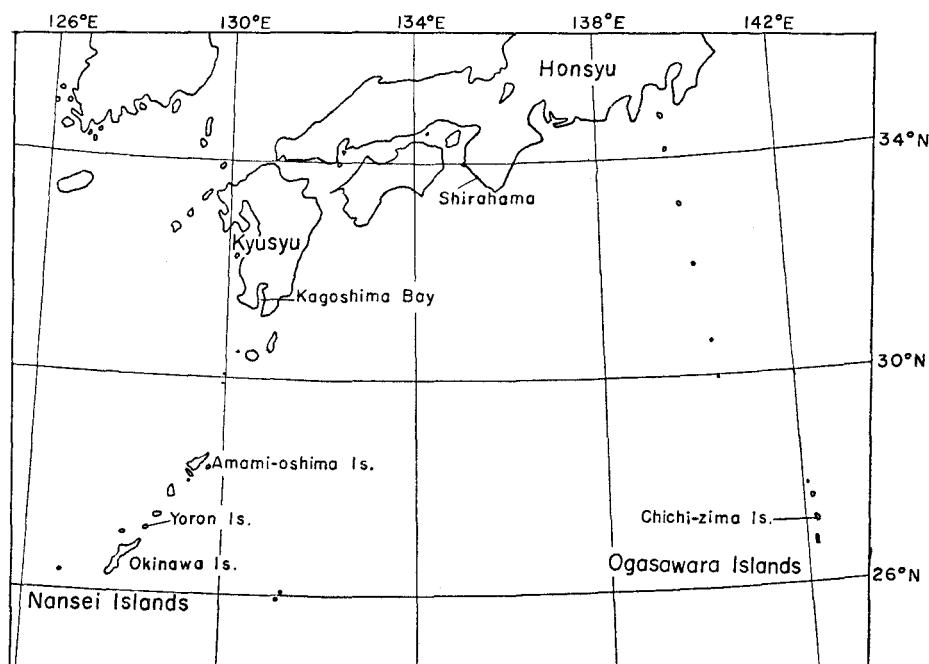 126°E 130°E 134°E 138°E 142°E
Honsyu
34°N
Shirahama
Kyusyu
Kagoshima Bay
30°N
Amami-oshima Is.
Yoron Is.
Chichi-zima Is.
Okinawa Is.
Ogasawara Islands
26°N
Nansei Islands